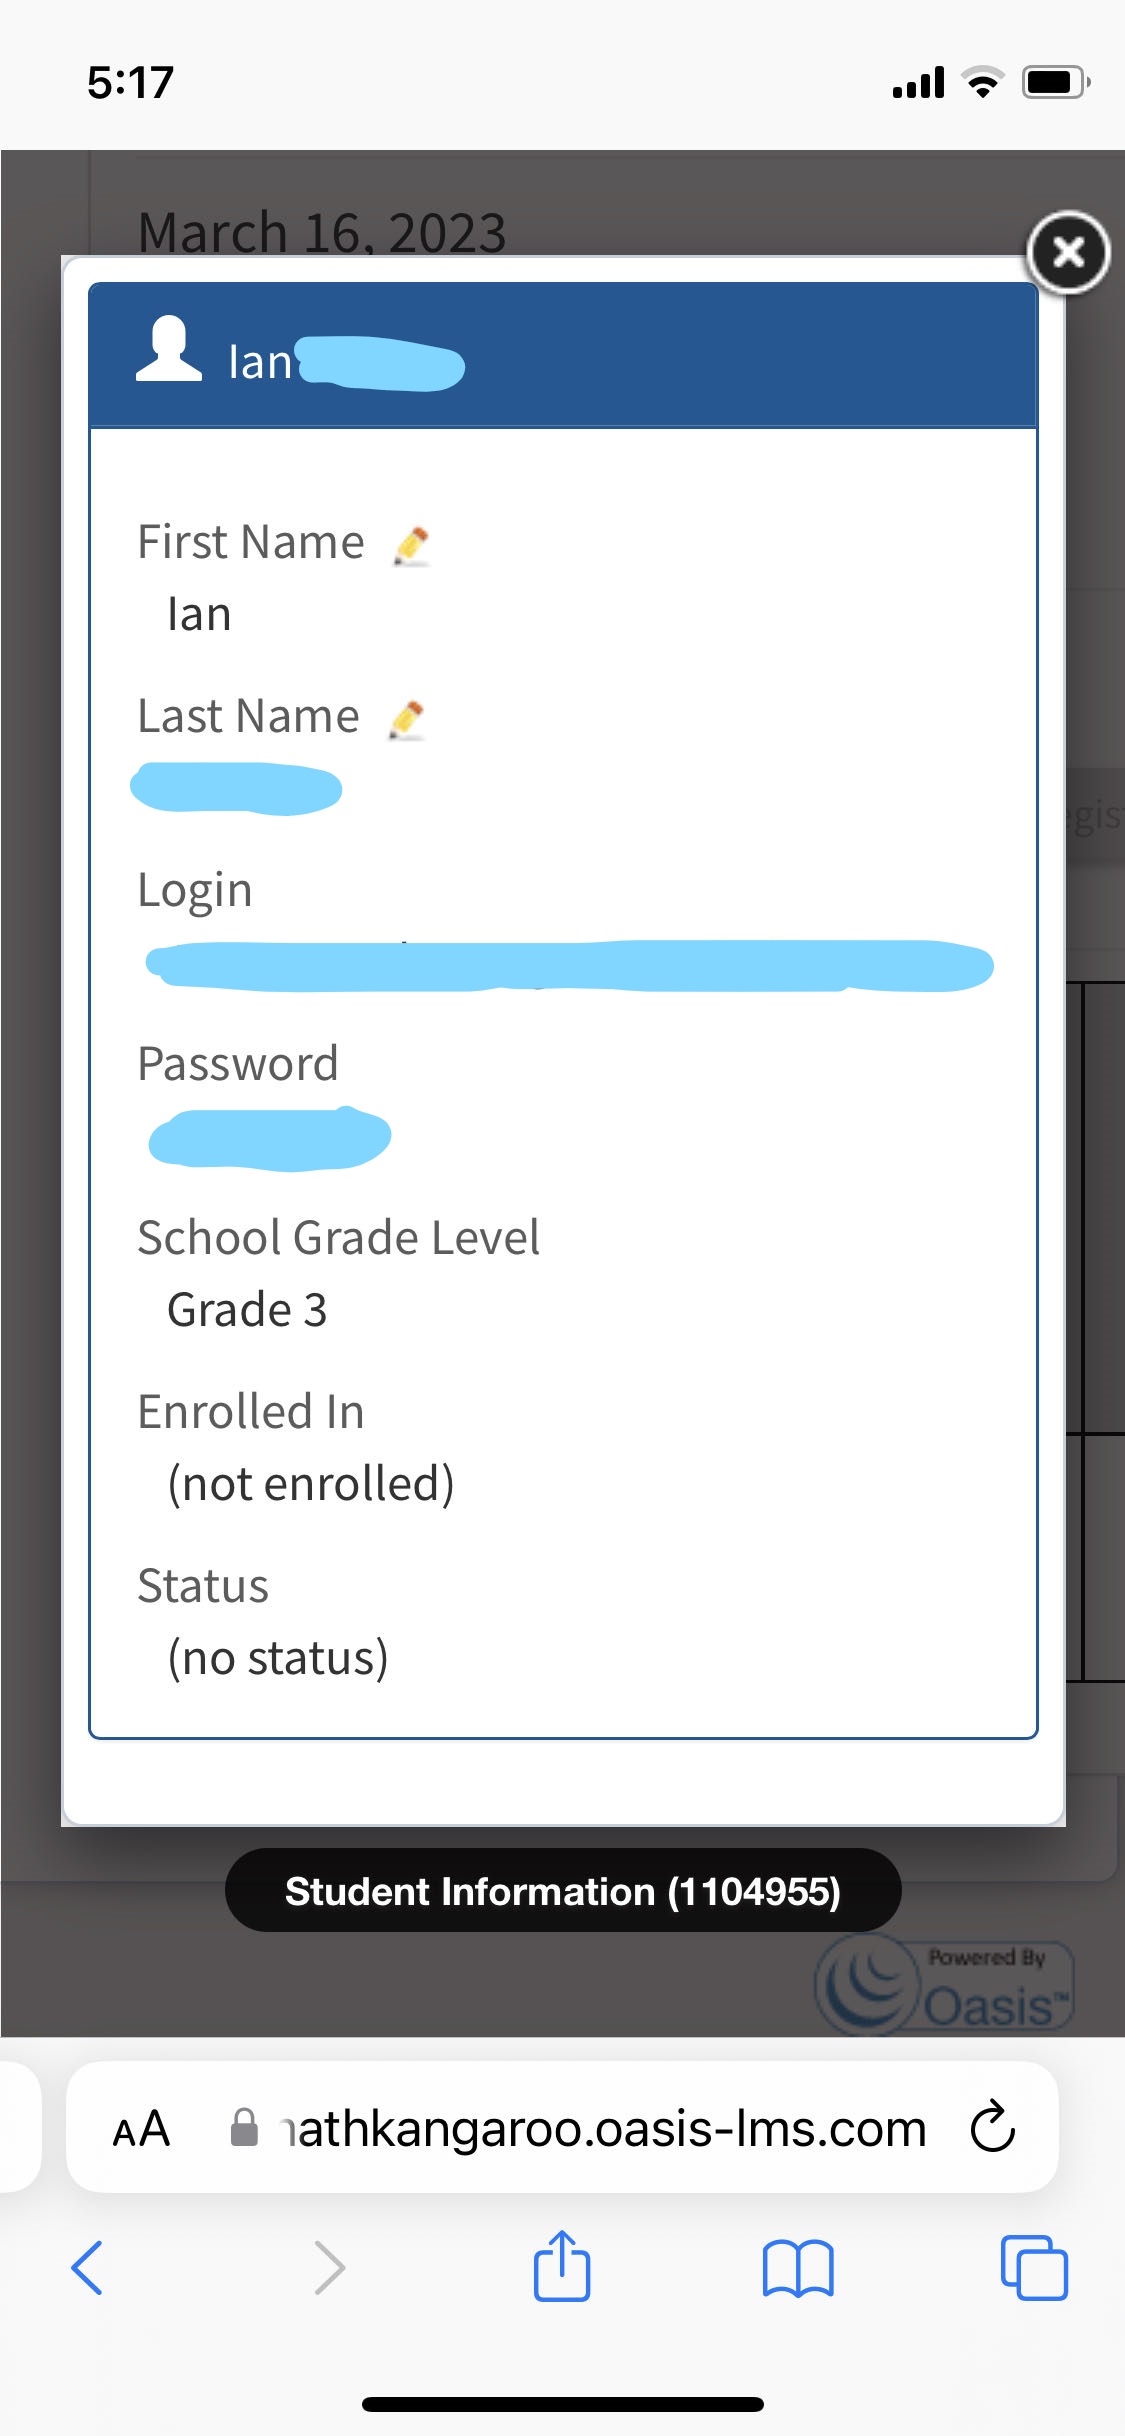 5:17
March 16, 2023
Ian
First Name
Ian
Last Name
Login
Password
School Grade Level
Grade 3
Enrolled In
(not enrolled)
Status
(no status)
Student Information (1104955)
Powered By
Oasis™
AA
athkangaroo.oasis-lms.com